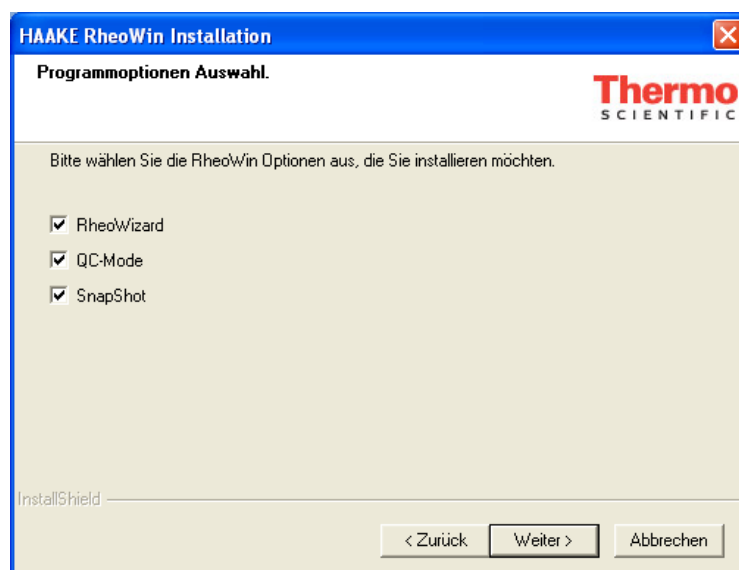 HAAKE RheoWin Installation
Programmoptionen Auswahl.
Thermo
SCIENTIFIC
Bitte wählen Sie die RheoWin Optionen aus, die Sie installieren möchten.
RheoWizard
QC-Mode
SnapShot
InstallShield
< Zurück Weiter > Abbrechen